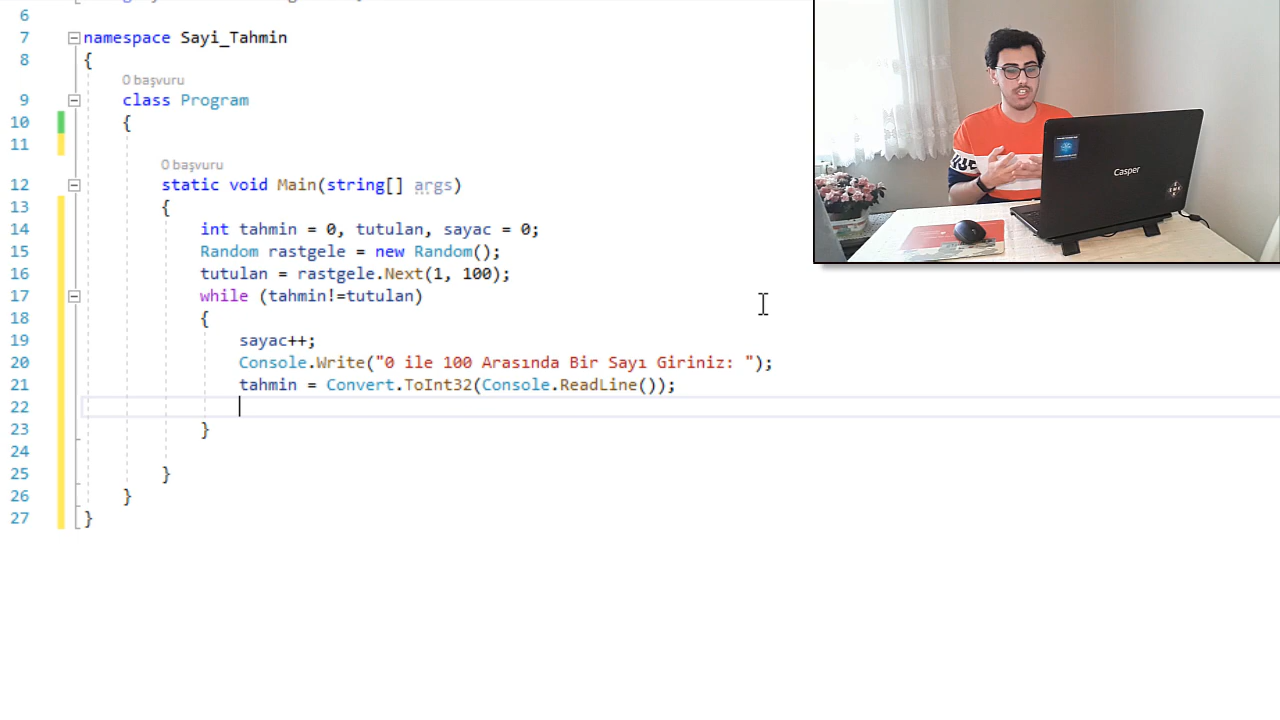 6
7 namespace Sayi_Tahmin
8 {
0 başvuru
9 class Program
10 {
11
0 başvuru
12 static void Main(string[] args)
13 {
14 int tahmin = 0, tutulan, sayac = 0;
15 Random rastgele = new Random();
16 tutulan = rastgele.Next(1, 100);
17 while (tahmin!=tutulan)
18 {
19 sayac++;
20 Console.Write("0 ile 100 Arasında Bir Sayı Giriniz: ");
21 tahmin = Convert.ToInt32(Console.ReadLine());
22
23 }
24
25 }
26 }
27 }
Casper